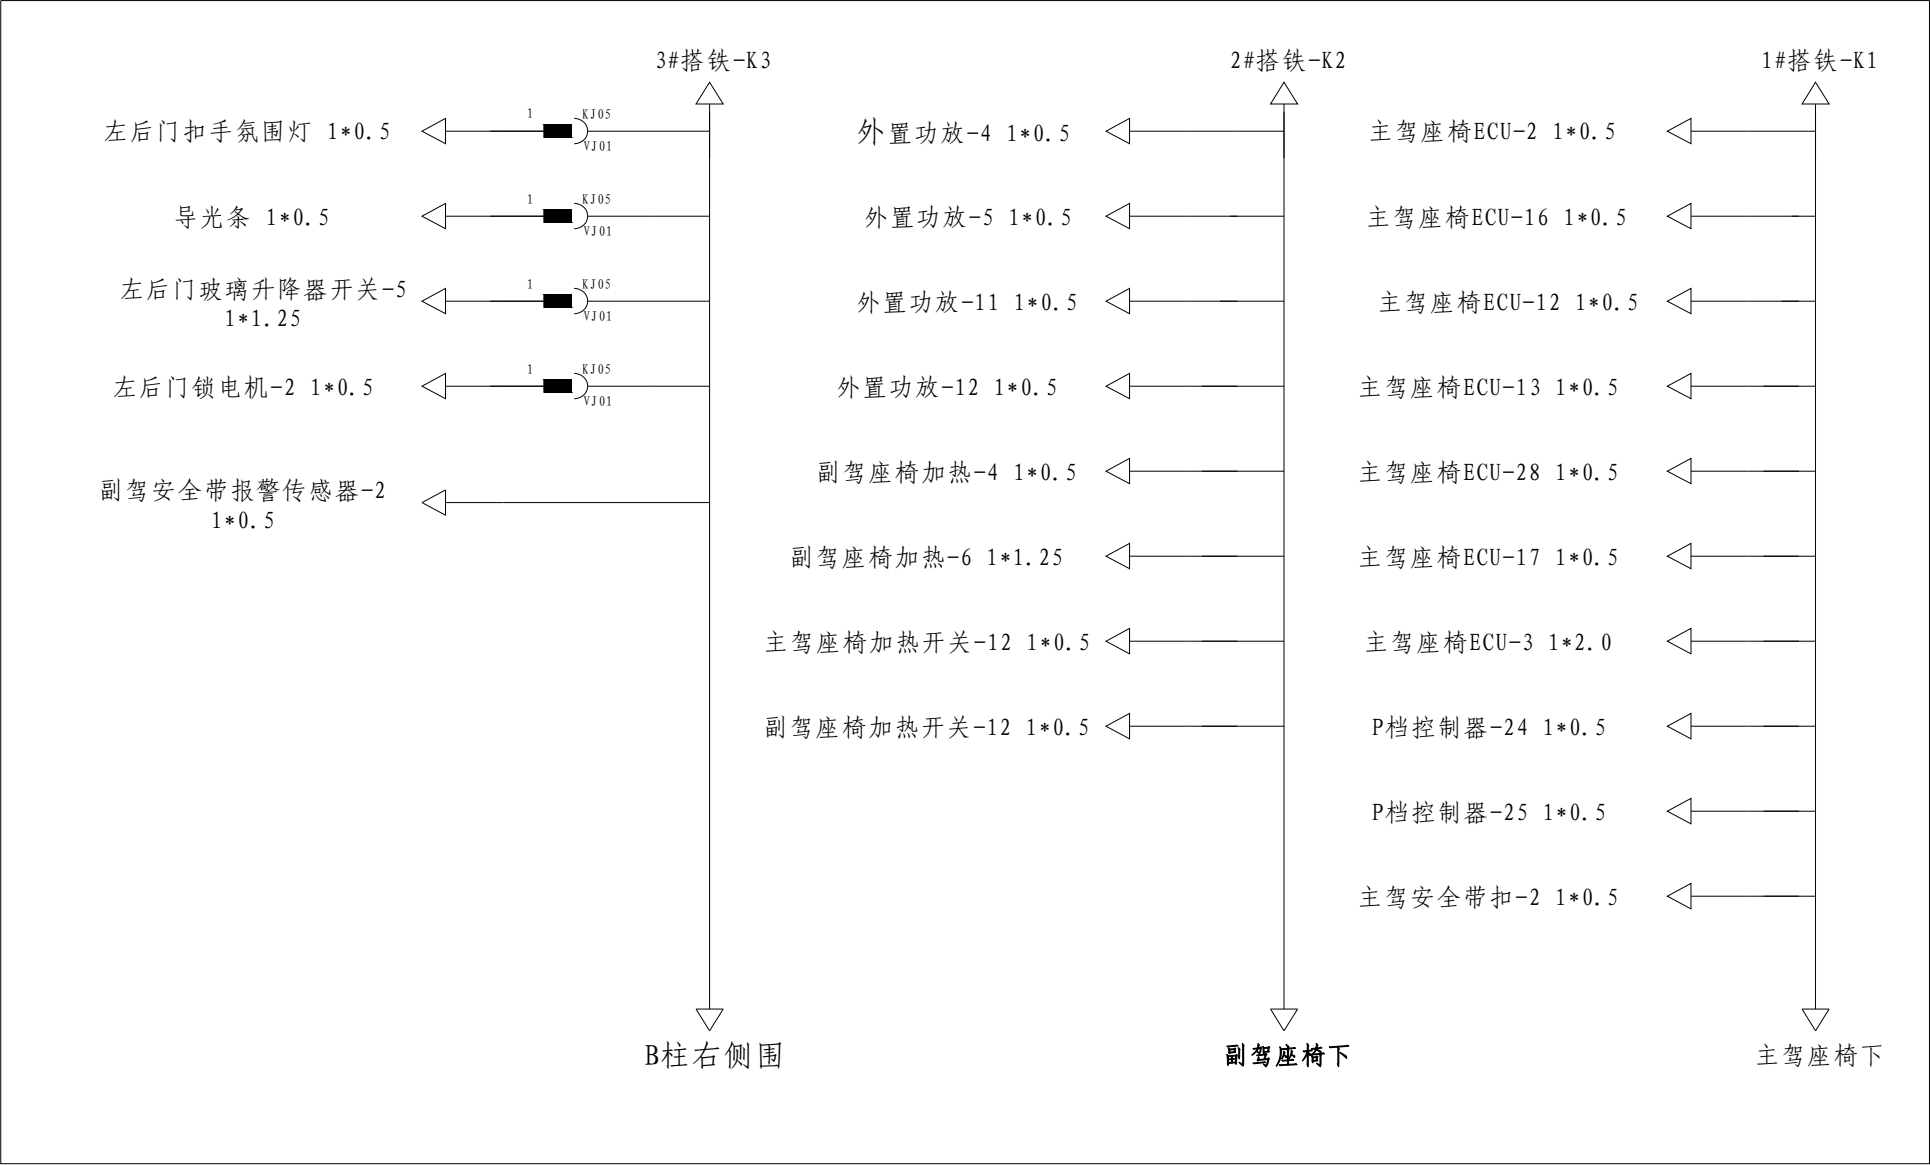 3#搭铁-K3
左后门扣手氛围灯 1*0.5
1
KJ05
VJ01
导光条 1*0.5
1
KJ05
VJ01
左后门玻璃升降器开关-5
1*1.25
1
KJ05
VJ01
左后门锁电机-2 1*0.5
1
KJ05
VJ01
副驾安全带报警传感器-2
1*0.5
B柱右侧围
2#搭铁-K2
外置功放-4 1*0.5
外置功放-5 1*0.5
外置功放-11 1*0.5
外置功放-12 1*0.5
副驾座椅加热-4 1*0.5
副驾座椅加热-6 1*1.25
主驾座椅加热开关-12 1*0.5
副驾座椅加热开关-12 1*0.5
副驾座椅下
1#搭铁-K1
主驾座椅ECU-2 1*0.5
主驾座椅ECU-16 1*0.5
主驾座椅ECU-12 1*0.5
主驾座椅ECU-13 1*0.5
主驾座椅ECU-28 1*0.5
主驾座椅ECU-17 1*0.5
主驾座椅ECU-3 1*2.0
P档控制器-24 1*0.5
P档控制器-25 1*0.5
主驾安全带扣-2 1*0.5
主驾座椅下